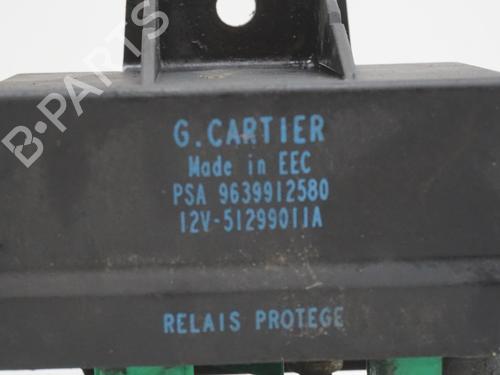 B-PARTS
G.CARTIER
Made in EEC
PSA 9639912580
12V-51299011A
RELAIS PROTEGE